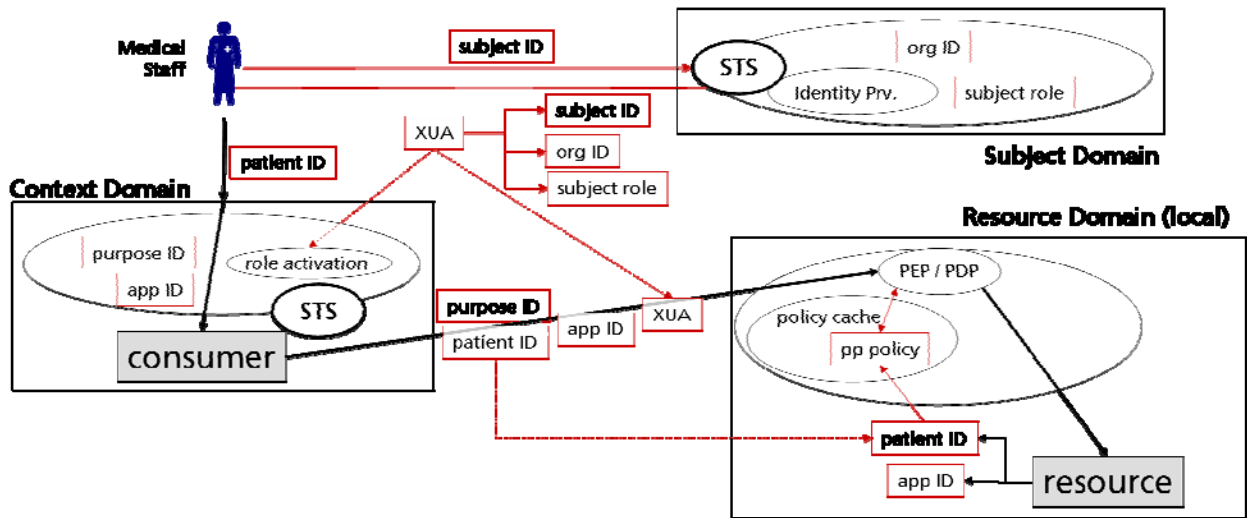 Medical
Staff
subject ID
STS
org ID
Identity Prv.
subject role
Subject Domain
XUA
subject ID
org ID
subject role
patient ID
Context Domain
purpose ID
role activation
app ID
STS
consumer
purpose ID
patient ID
app ID
XUA
Resource Domain (local)
PEP / PDP
policy cache
pp policy
patient ID
app ID
resource